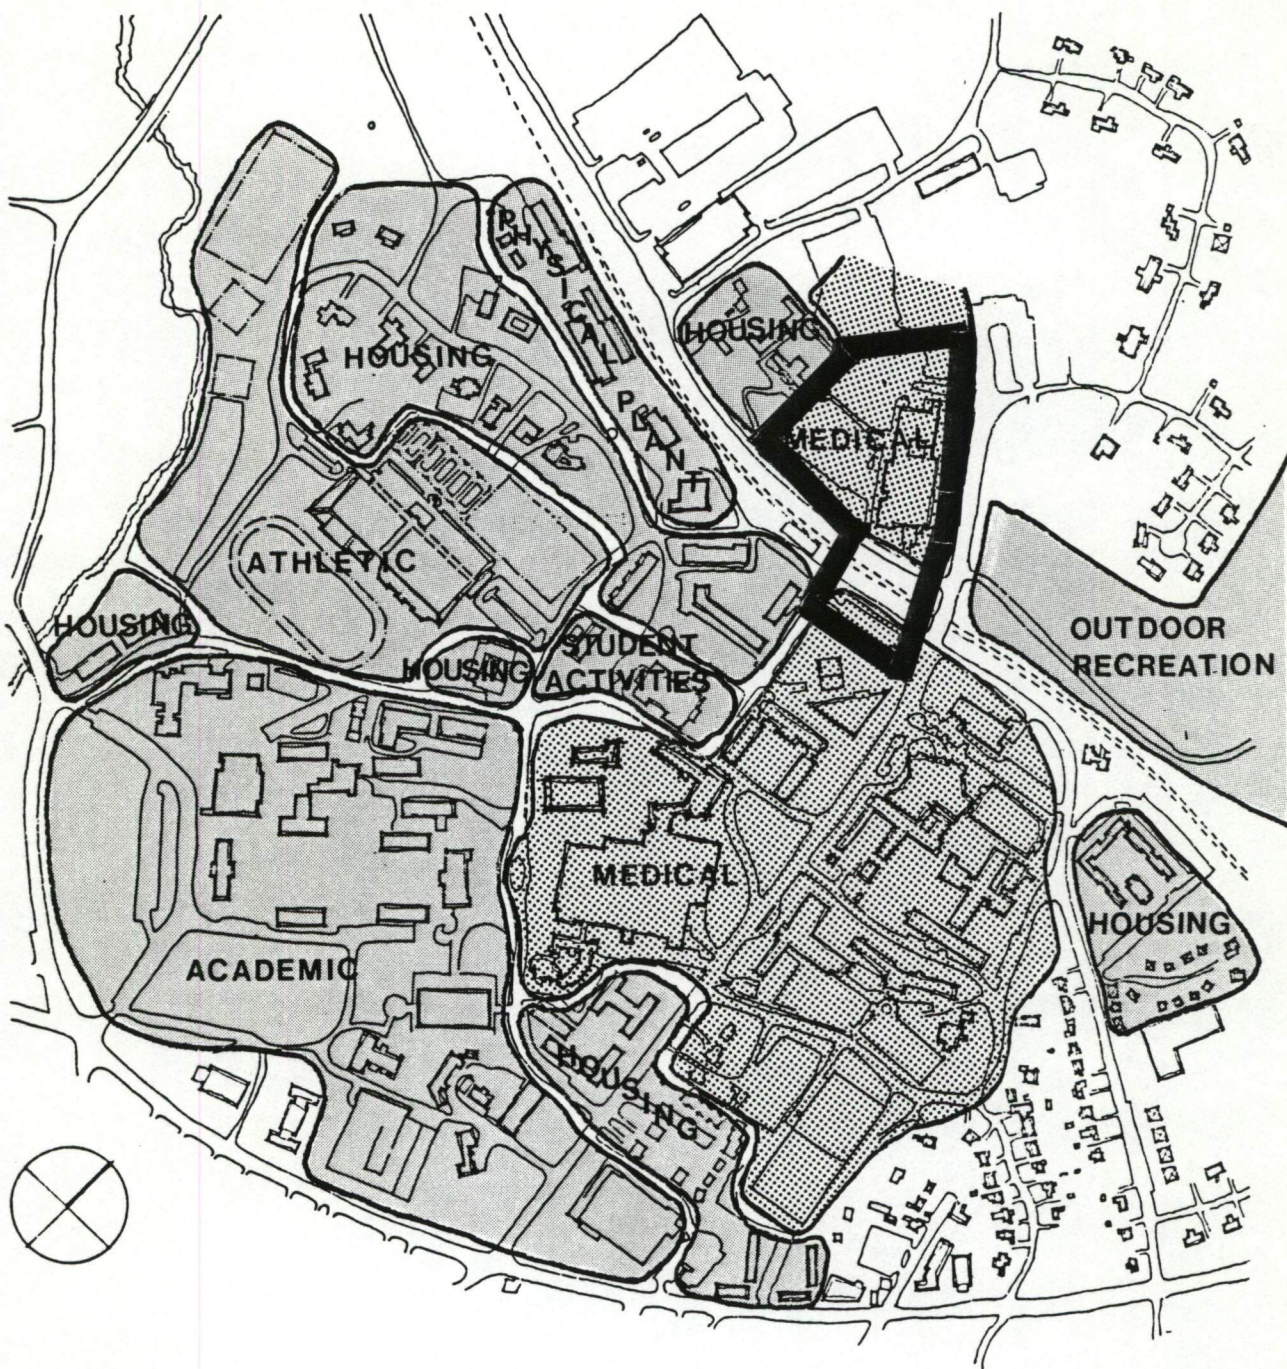 PHYSICAL PLANT
HOUSING
HOUSING
MEDICAL
ATHLETIC
HOUSING
OUTDOOR
RECREATION
STUDENT
ACTIVITIES
HOUSING
MEDICAL
HOUSING
ACADEMIC
HOUSING